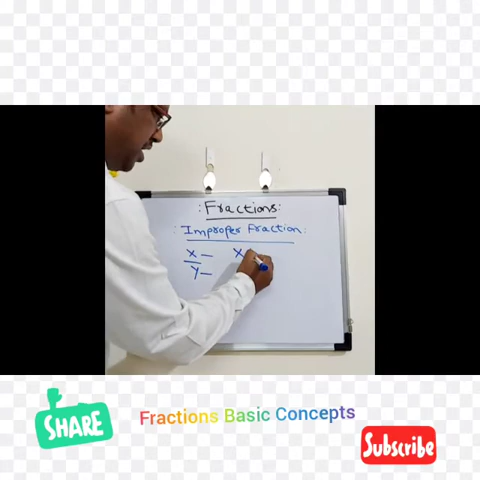 : Fractions :
: Improper Fraction :
X — X
Y —
SHARE
Fractions Basic Concepts
Subscribe